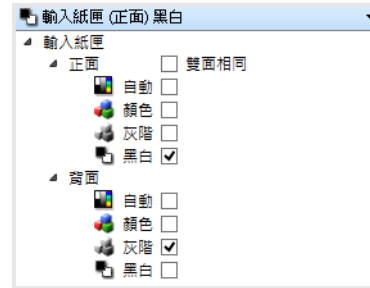 輸入紙匣 (正面) 黑白
輸入紙匣
正面 雙面相同
自動
顏色
灰階
黑白
背面
自動
顏色
灰階
黑白